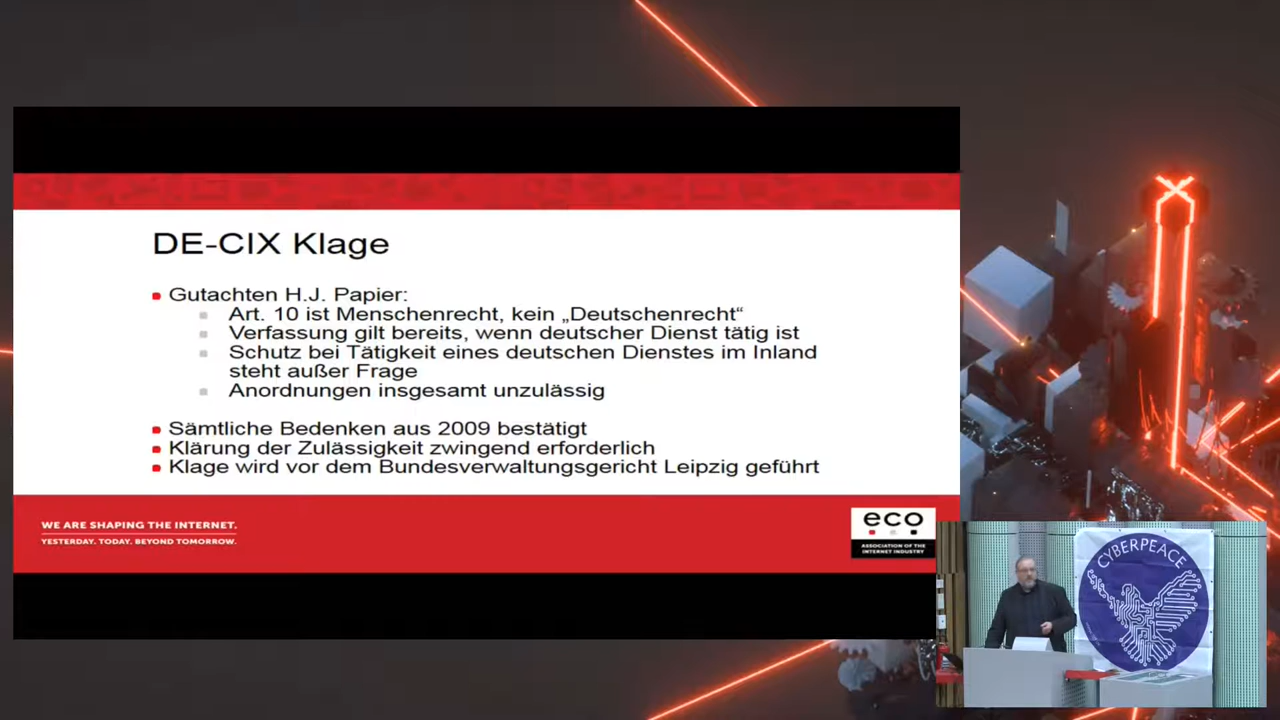 DE-CIX Klage
Gutachten H.J. Papier:
Art. 10 ist Menschenrecht, kein „Deutschenrecht“
Verfassung gilt bereits, wenn deutscher Dienst tätig ist
Schutz bei Tätigkeit eines deutschen Dienstes im Inland
steht außer Frage
Anordnungen insgesamt unzulässig
Sämtliche Bedenken aus 2009 bestätigt
Klärung der Zulässigkeit zwingend erforderlich
Klage wird vor dem Bundesverwaltungsgericht Leipzig geführt
WE ARE SHAPING THE INTERNET.
YESTERDAY. TODAY. BEYOND TOMORROW.
eco
ASSOCIATION OF THE
INTERNET INDUSTRY
CYBERPEACE